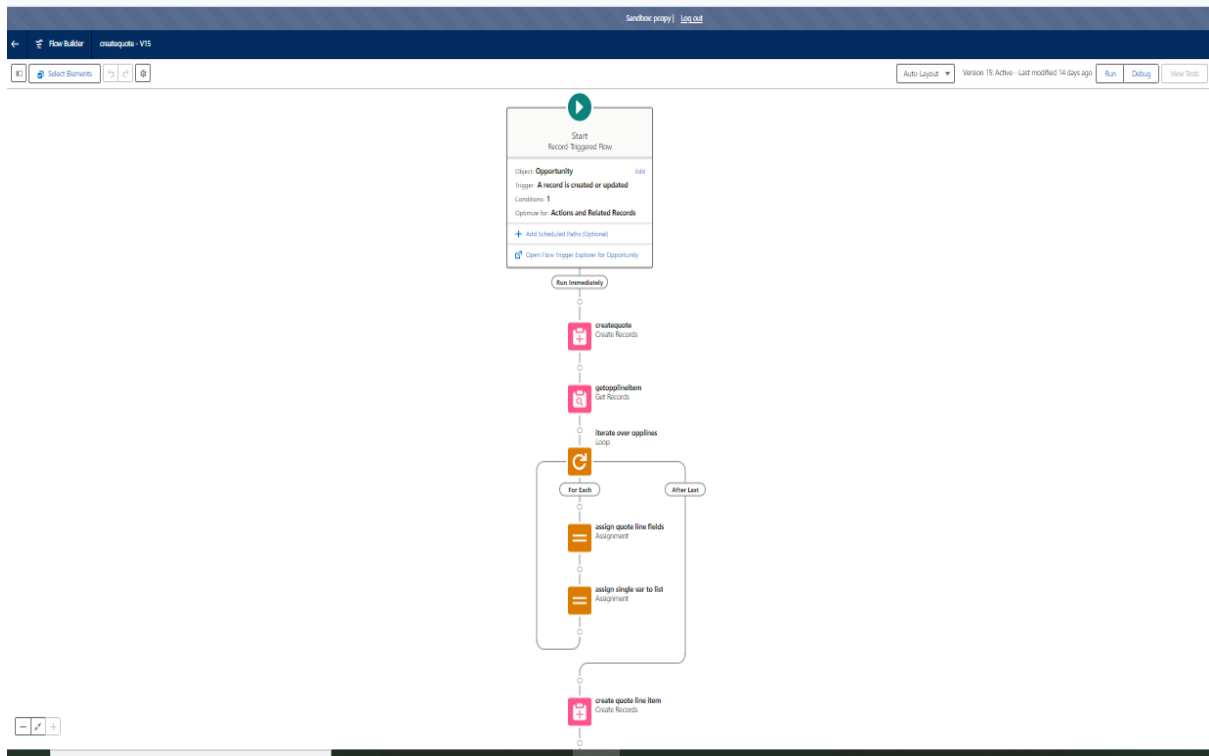 Sandbox: pcopy | Log out
Flow Builder createquote - V15
Select Elements Auto-Layout Version 15: Active - Last modified 14 days ago Run Debug View Tests
Start
Record-Triggered Flow
Object: Opportunity Edit
Trigger: A record is created or updated
Conditions: 1
Optimize for: Actions and Related Records
+ Add Scheduled Paths (Optional)
Open Flow Trigger Explorer for Opportunity
Run Immediately
createquote
Create Records
getopplineitem
Get Records
iterate over opplines
Loop
For Each After Last
assign quote line fields
Assignment
assign single var to list
Assignment
create quote line item
Create Records